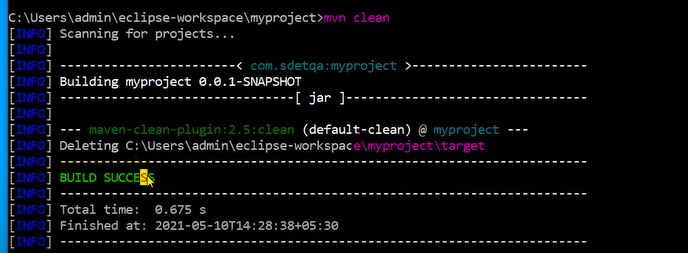 C:\Users\admin\eclipse-workspace\myproject>mvn clean
[INFO] Scanning for projects...
[INFO]
[INFO] -----------------------< com.sdetqa:myproject >------------------------
[INFO] Building myproject 0.0.1-SNAPSHOT
[INFO] --------------------------------[ jar ]---------------------------------
[INFO]
[INFO] --- maven-clean-plugin:2.5:clean (default-clean) @ myproject ---
[INFO] Deleting C:\Users\admin\eclipse-workspace\myproject\target
[INFO] ------------------------------------------------------------------------
[INFO] BUILD SUCCESS
[INFO] ------------------------------------------------------------------------
[INFO] Total time:  0.675 s
[INFO] Finished at: 2021-05-10T14:28:38+05:30
[INFO] ------------------------------------------------------------------------